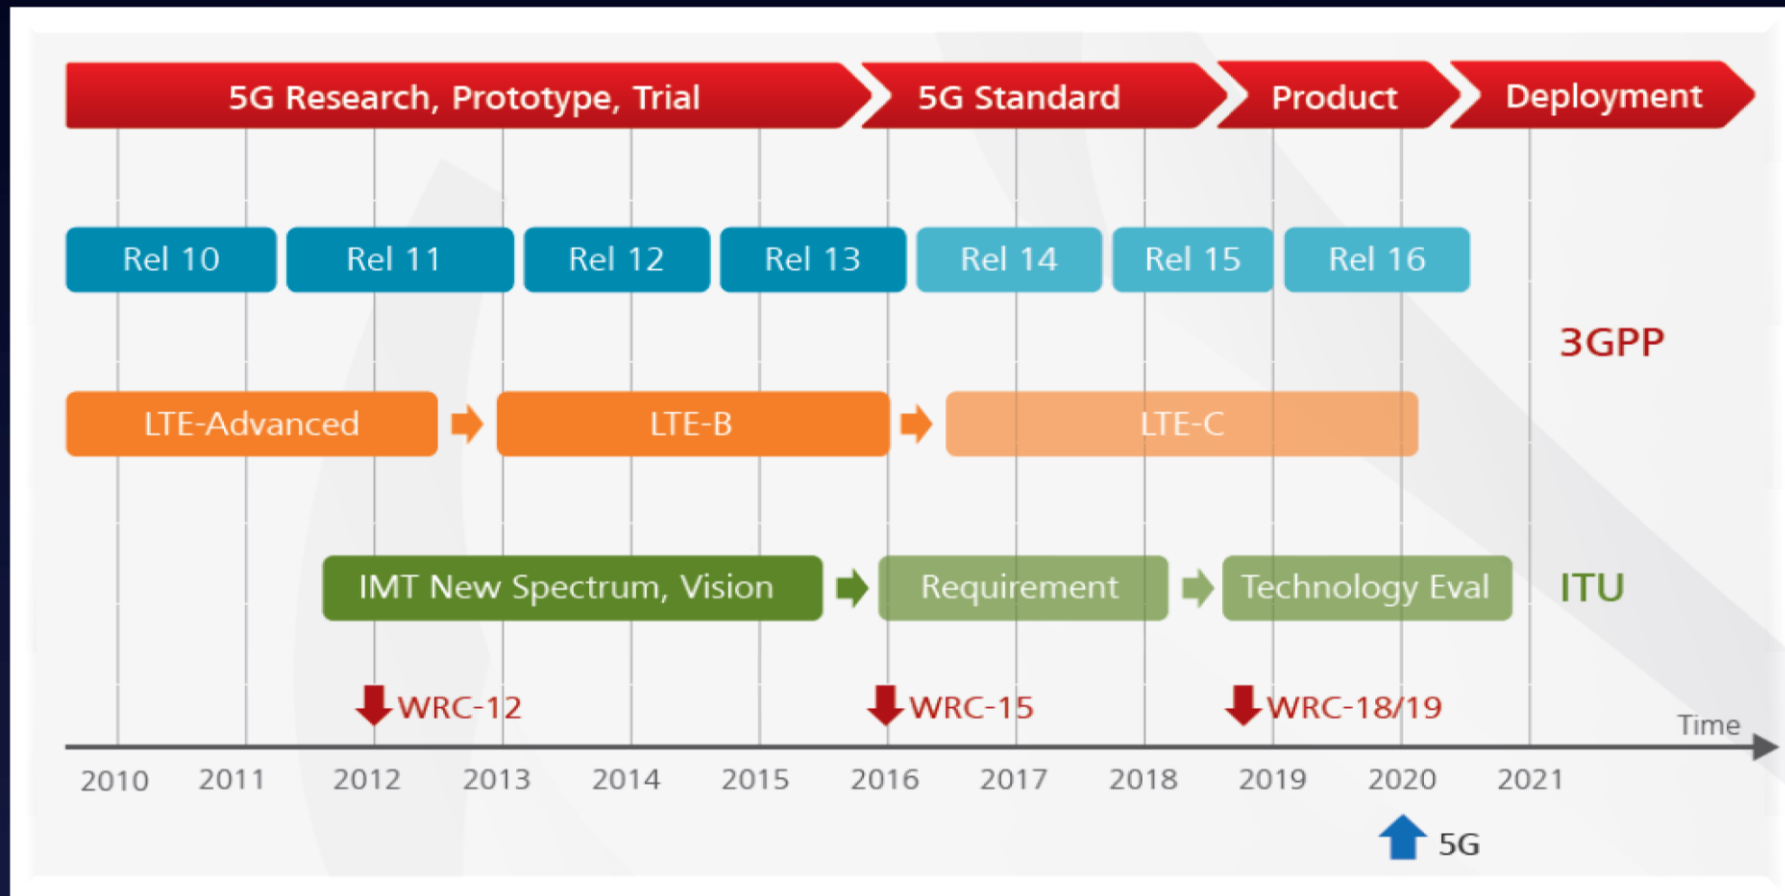 5G Research, Prototype, Trial
5G Standard
Product
Deployment
Rel 10
Rel 11
Rel 12
Rel 13
Rel 14
Rel 15
Rel 16
3GPP
LTE-Advanced
LTE-B
LTE-C
IMT New Spectrum, Vision
Requirement
Technology Eval
ITU
WRC-12
WRC-15
WRC-18/19
Time
2010
2011
2012
2013
2014
2015
2016
2017
2018
2019
2020
2021
5G